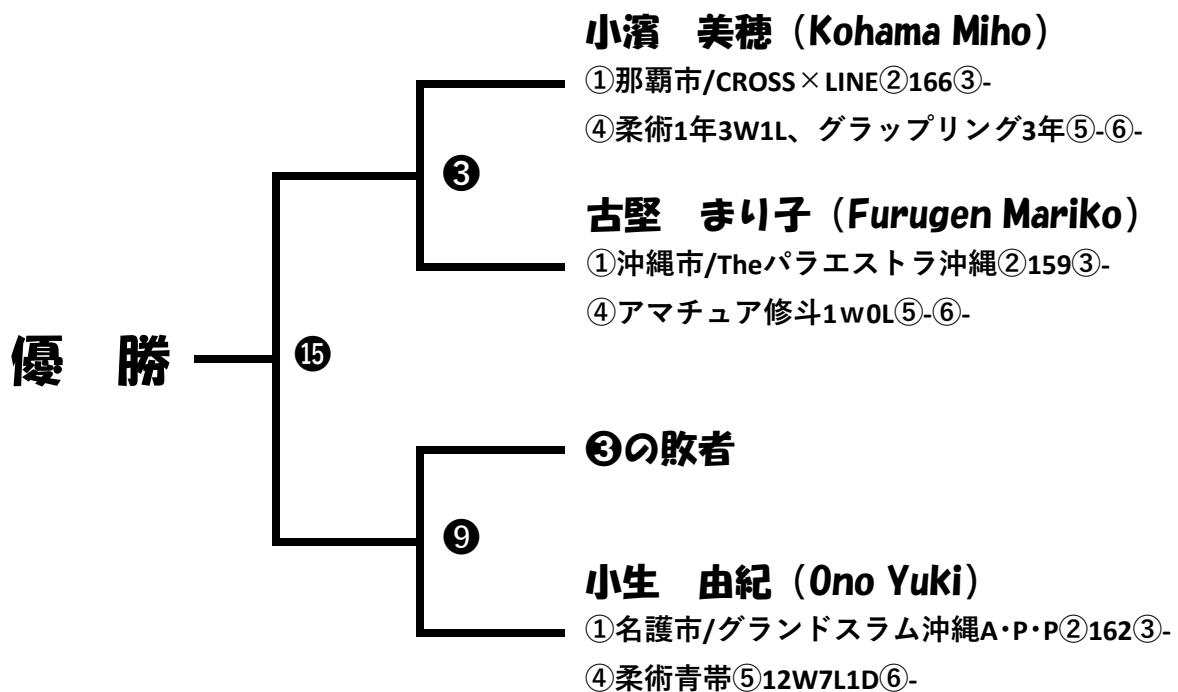 小濱　美穂（Kohama Miho）
①那覇市/CROSS×LINE②166③-
④柔術1年3W1L、グラップリング3年⑤-⑥-
❸
古堅　まり子（Furugen Mariko）
①沖縄市/Theパラエストラ沖縄②159③-
④アマチュア修斗1ｗ0L⑤-⑥-
優　勝
⓯
❸の敗者
❾
小生　由紀（Ono Yuki）
①名護市/グランドスラム沖縄A･P･P②162③-
④柔術青帯⑤12W7L1D⑥-